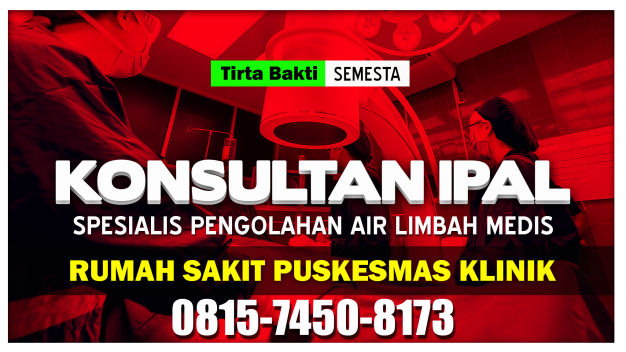 Tirta Bakti SEMESTA
KONSULTAN IPAL
SPESIALIS PENGOLAHAN AIR LIMBAH MEDIS
RUMAH SAKIT PUSKESMAS KLINIK
0815-7450-8173